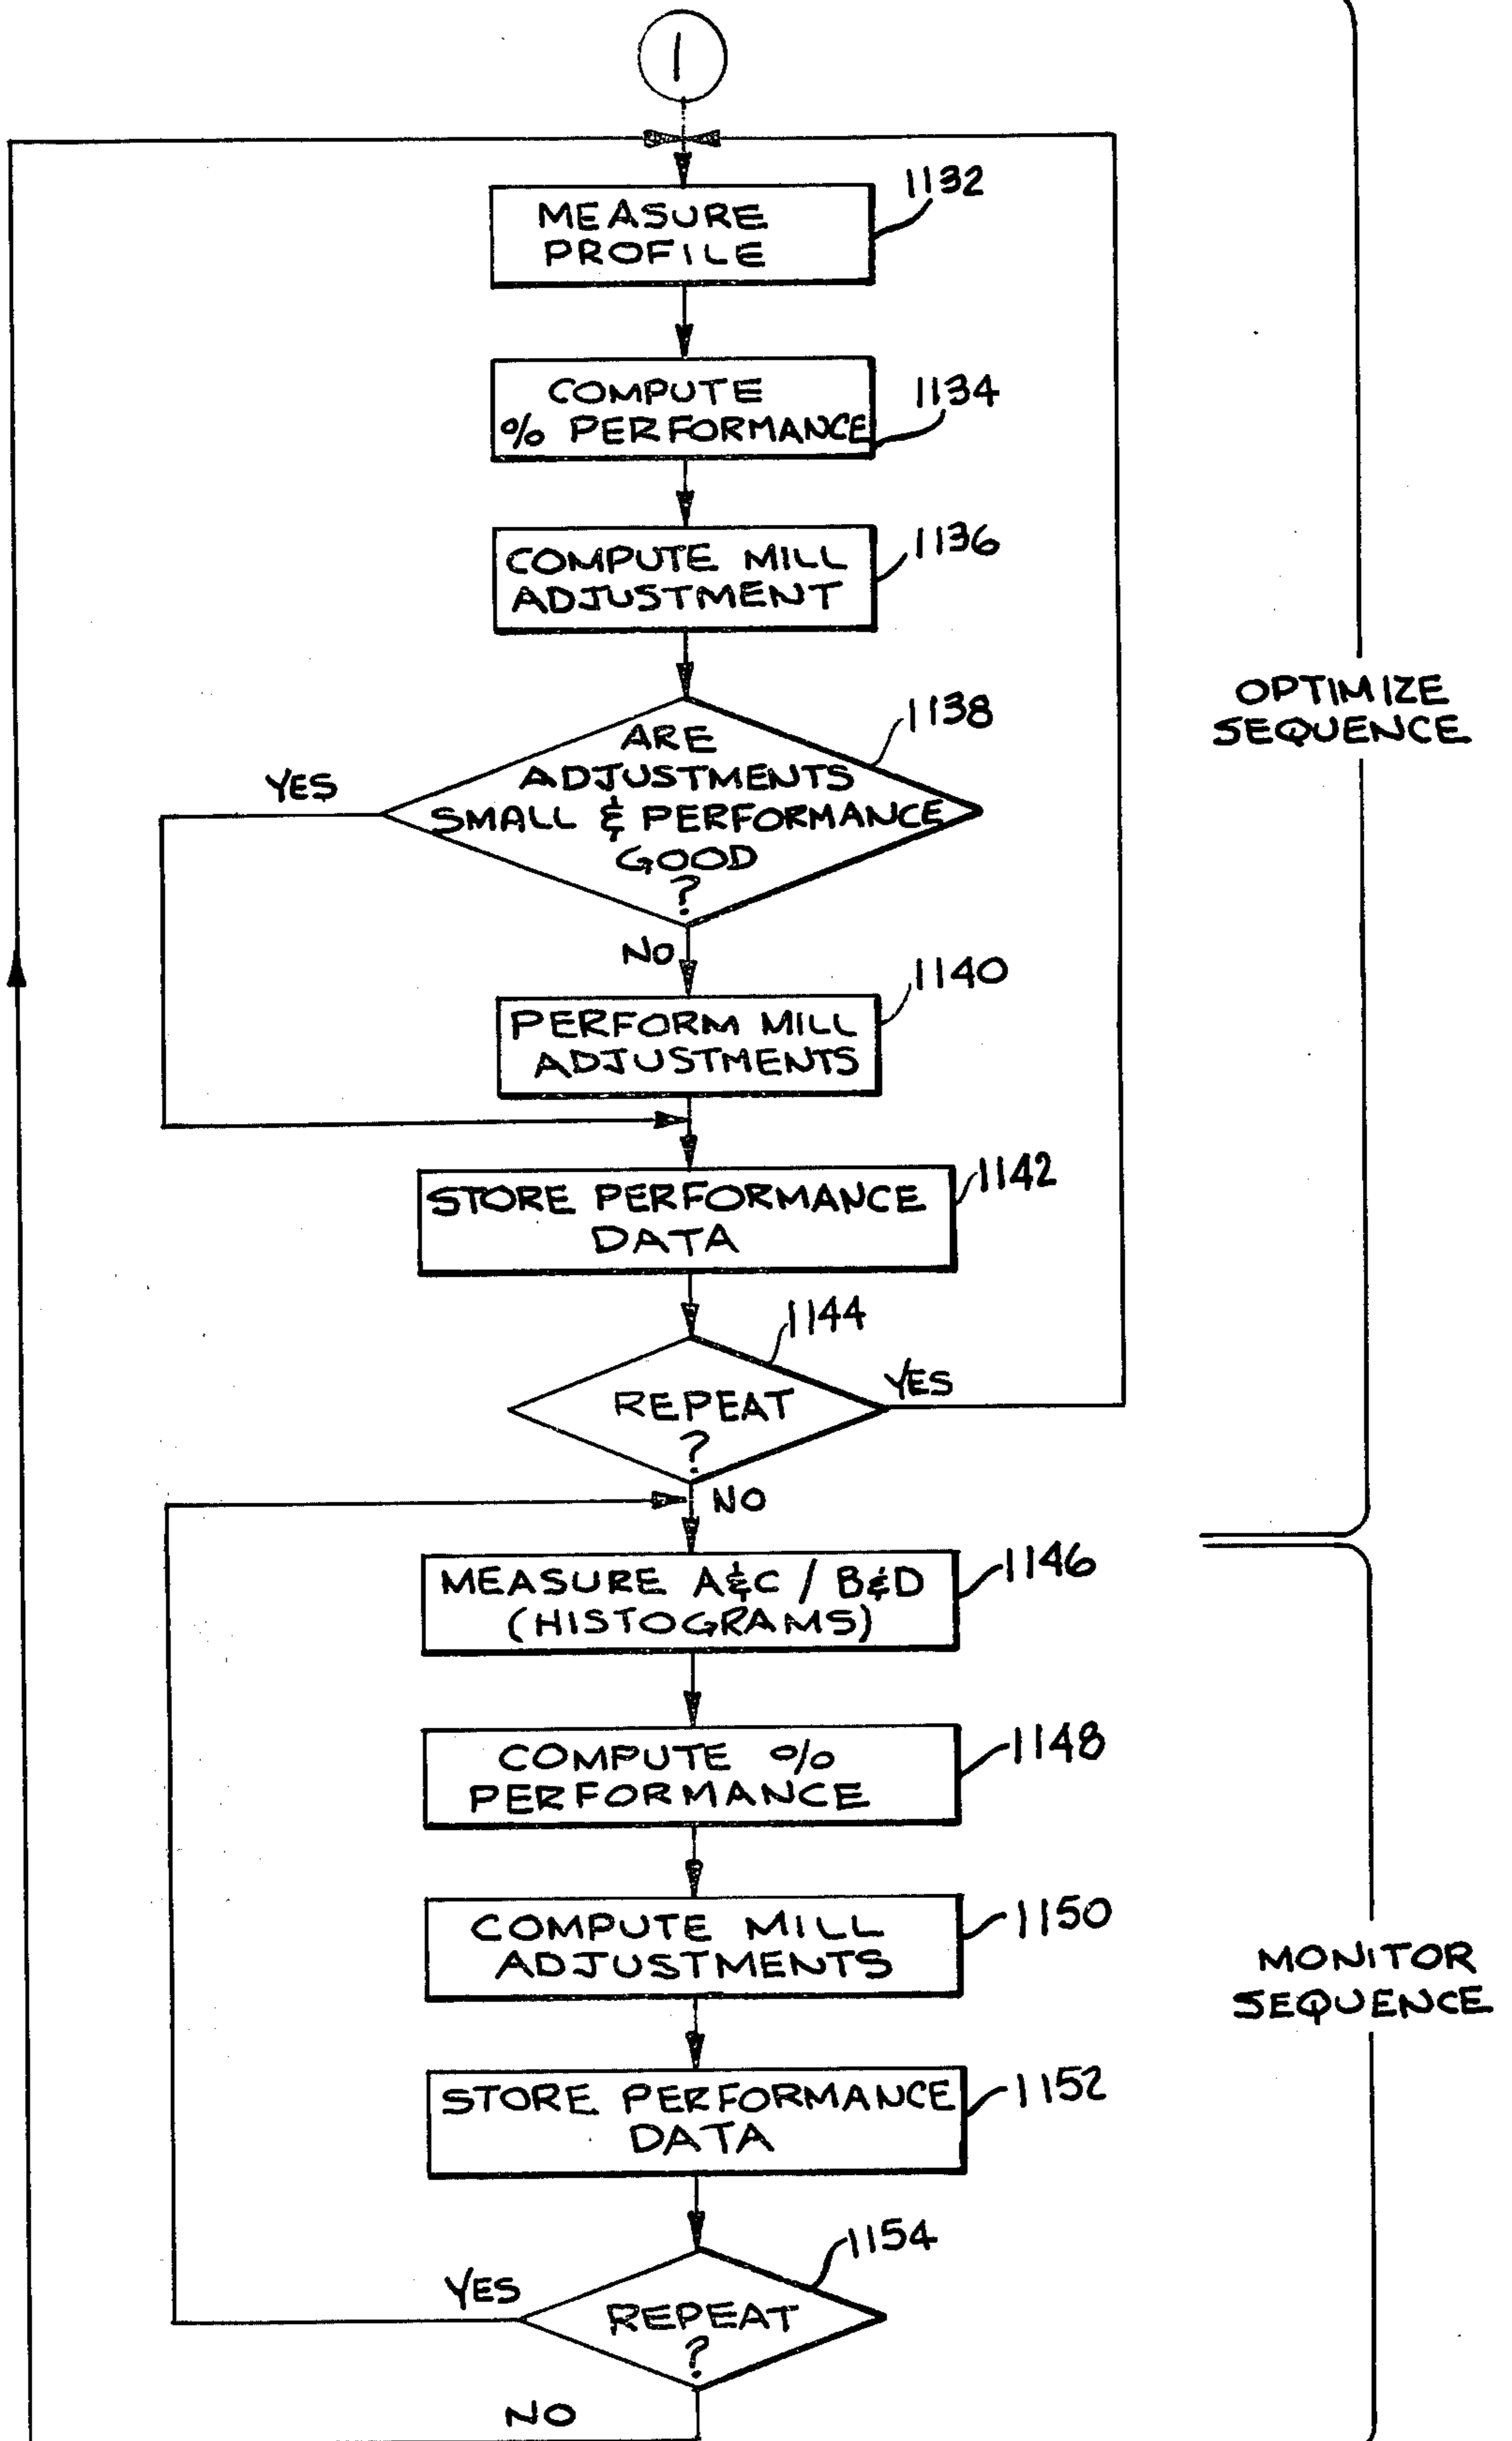 1
1132
MEASURE
PROFILE
COMPUTE
% PERFORMANCE
1134
COMPUTE MILL
ADJUSTMENT
1136
OPTIMIZE
SEQUENCE
1138
ARE
ADJUSTMENTS
SMALL & PERFORMANCE
GOOD
?
YES
NO
1140
PERFORM MILL
ADJUSTMENTS
1142
STORE PERFORMANCE
DATA
1144
REPEAT
?
YES
NO
1146
MEASURE A&C / B&D
(HISTOGRAMS)
1148
COMPUTE %
PERFORMANCE
1150
COMPUTE MILL
ADJUSTMENTS
MONITOR
SEQUENCE
1152
STORE PERFORMANCE
DATA
1154
YES
REPEAT
?
NO